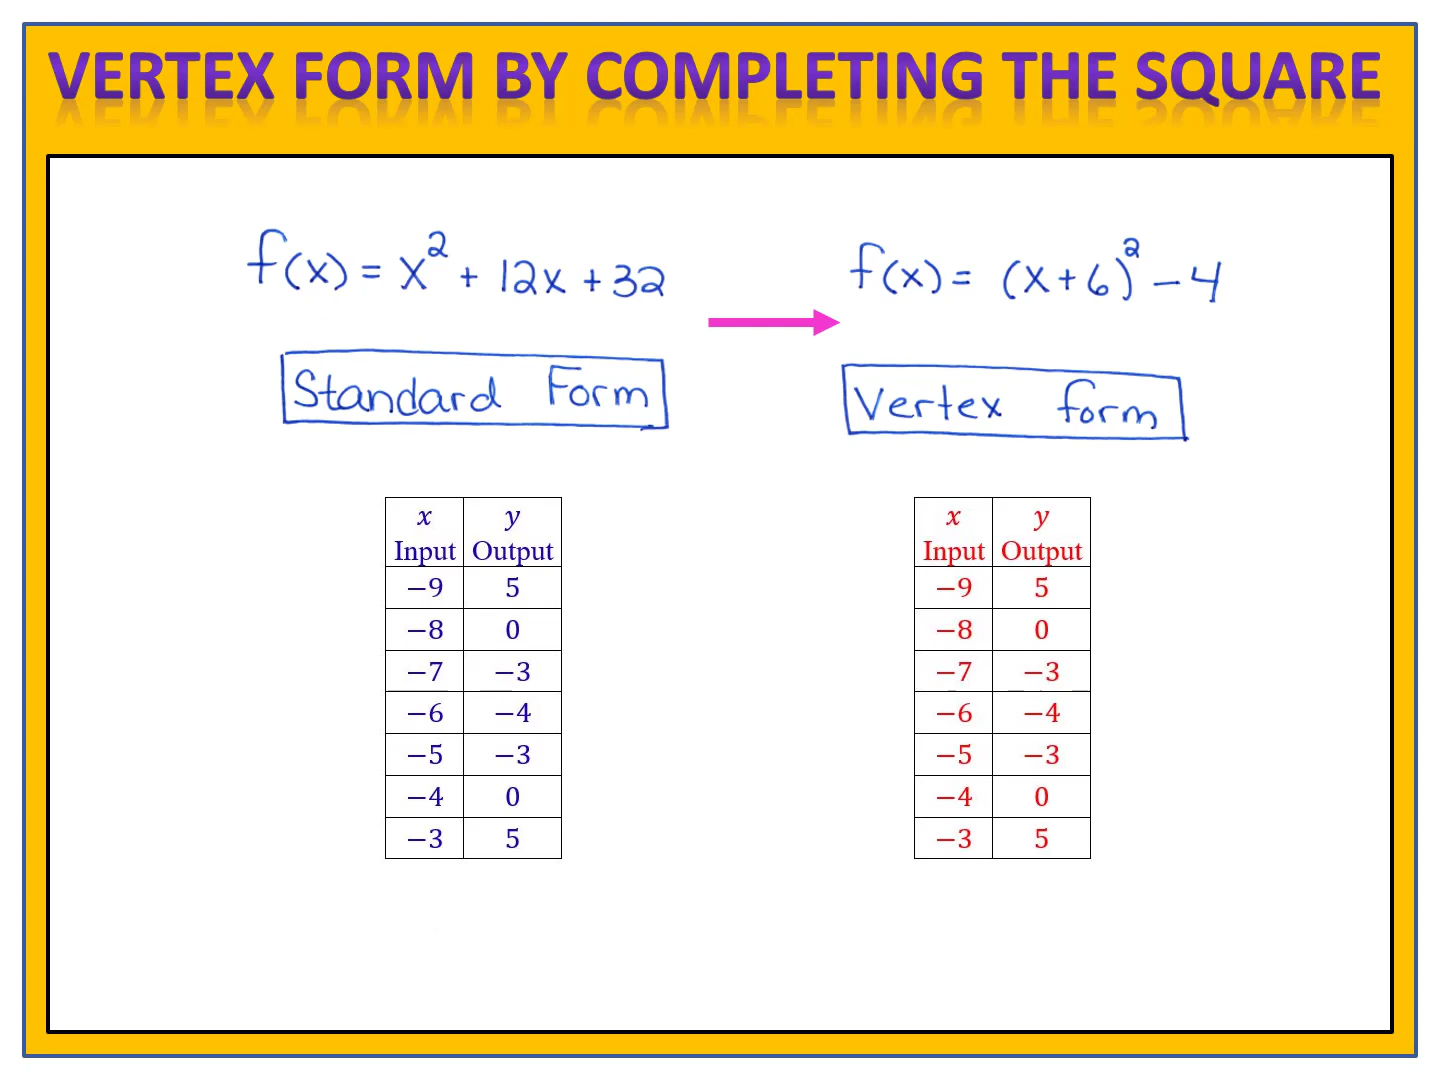 VERTEX FORM BY COMPLETING THE SQUARE
f(x) = x² + 12x + 32
f(x) = (x + 6)² − 4
Standard Form
Vertex form
x y
Input Output
−9 5
−8 0
−7 −3
−6 −4
−5 −3
−4 0
−3 5
x y
Input Output
−9 5
−8 0
−7 −3
−6 −4
−5 −3
−4 0
−3 5